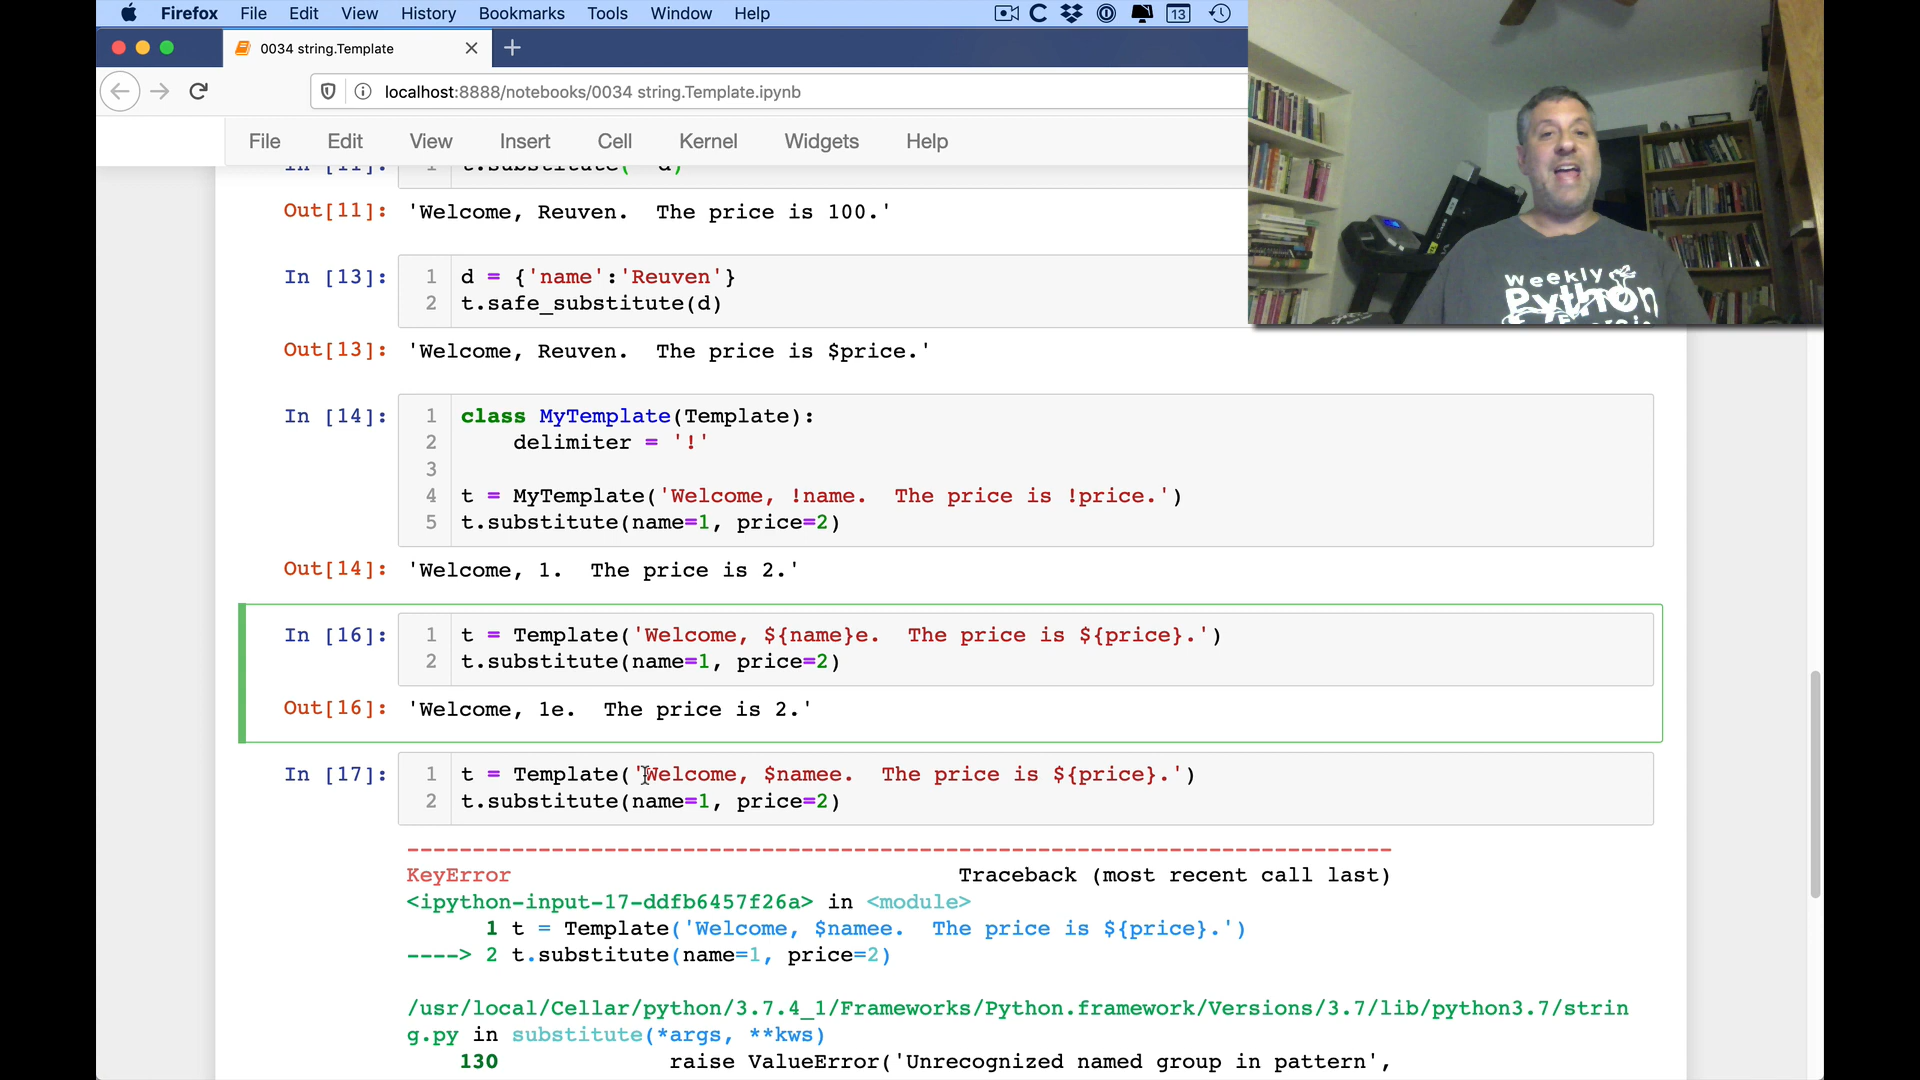 Firefox File Edit View History Bookmarks Tools Window Help 13
0034 string.Template
localhost:8888/notebooks/0034 string.Template.ipynb
File Edit View Insert Cell Kernel Widgets Help
weekly
Python
In [11]: 1 t.substitute( d)
Out[11]: 'Welcome, Reuven.  The price is 100.'
In [13]: 1 d = {'name':'Reuven'}
2 t.safe_substitute(d)
Out[13]: 'Welcome, Reuven.  The price is $price.'
In [14]: 1 class MyTemplate(Template):
2     delimiter = '!'
3
4 t = MyTemplate('Welcome, !name.  The price is !price.')
5 t.substitute(name=1, price=2)
Out[14]: 'Welcome, 1.  The price is 2.'
In [16]: 1 t = Template('Welcome, ${name}e.  The price is ${price}.')
2 t.substitute(name=1, price=2)
Out[16]: 'Welcome, 1e.  The price is 2.'
In [17]: 1 t = Template('Welcome, $namee.  The price is ${price}.')
2 t.substitute(name=1, price=2)
---------------------------------------------------------------------------
KeyError                                  Traceback (most recent call last)
<ipython-input-17-ddfb6457f26a> in <module>
      1 t = Template('Welcome, $namee.  The price is ${price}.')
----> 2 t.substitute(name=1, price=2)
/usr/local/Cellar/python/3.7.4_1/Frameworks/Python.framework/Versions/3.7/lib/python3.7/strin
g.py in substitute(*args, **kws)
    130             raise ValueError('Unrecognized named group in pattern',